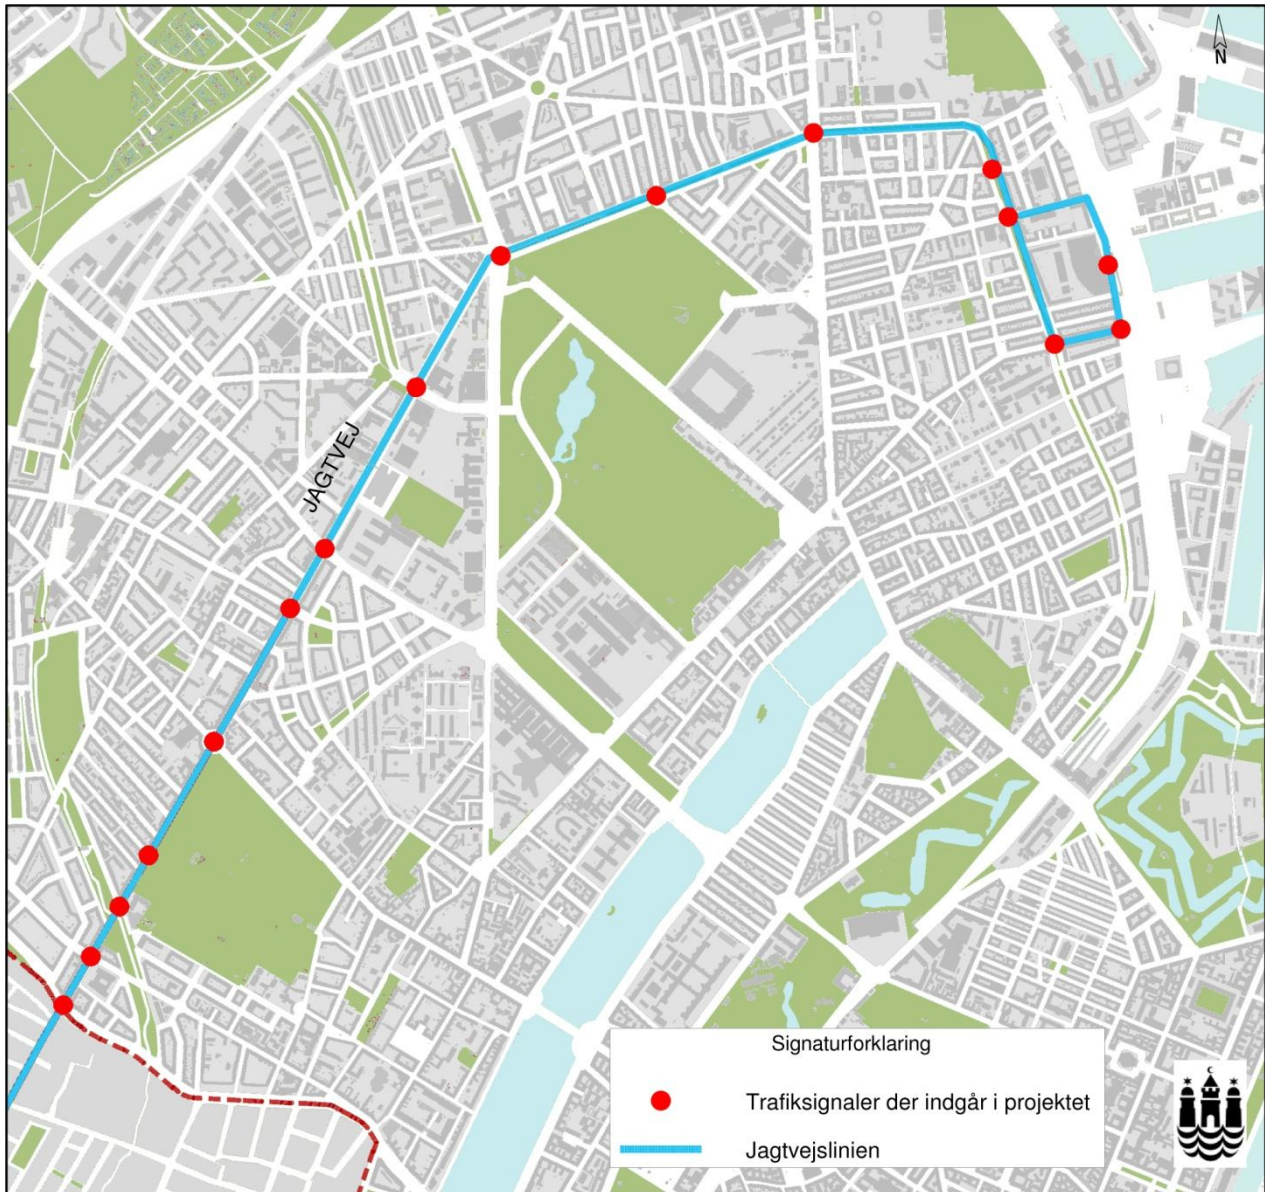 N
JAGTVEJ
Signaturforklaring
Trafiksignaler der indgår i projektet
Jagtvejslinien